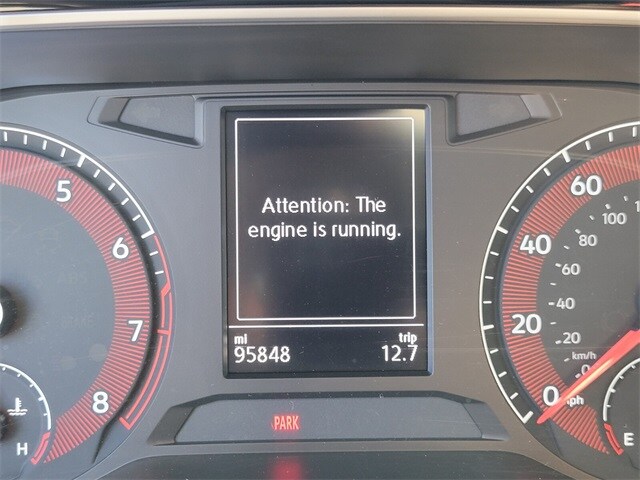 Attention: The
engine is running.
mi trip
95848 12.7
PARK
5
6
7
8
H
60
40
20
0 mph
100
80
60
40
20
km/h
0
E